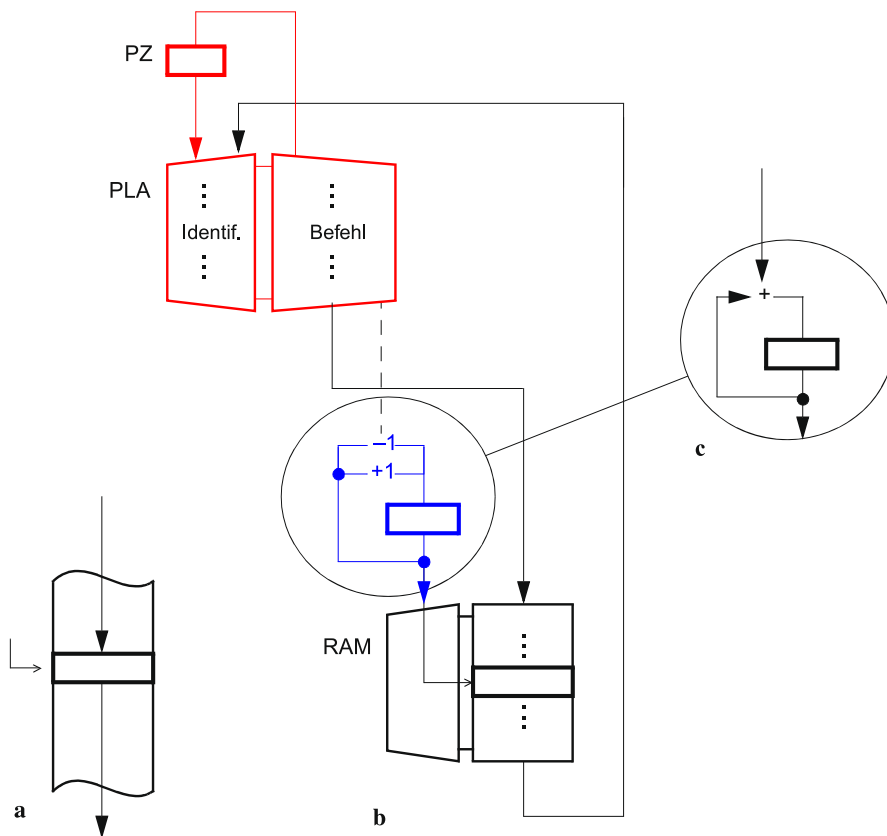 PZ
PLA
Identif.
Befehl
+
c
–1
+1
RAM
a
b